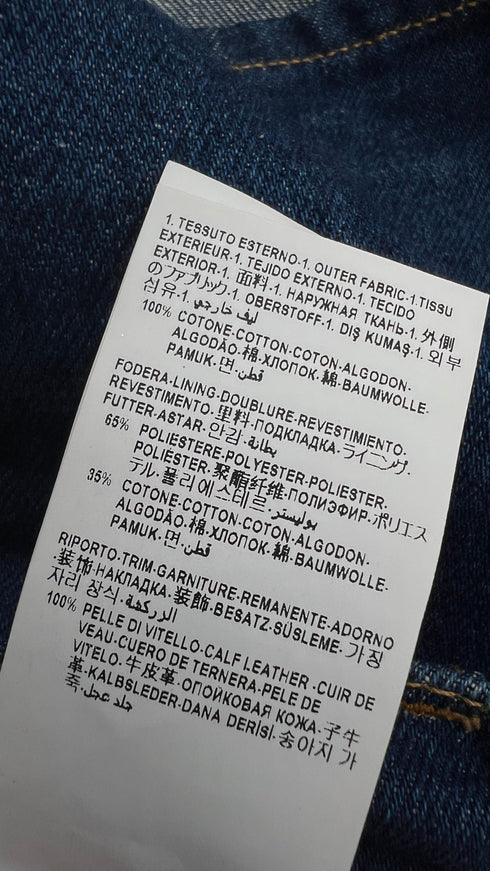 1. TESSUTO ESTERNO·1. OUTER FABRIC·1.TISSU
EXTERIEUR·1. TEJIDO EXTERNO·1. TECIDO
EXTERIOR·1. 面料·1. НАРУЖНАЯ ТКАНЬ·1. 外側
のファブリック·1. OBERSTOFF·1. DIŞ KUMAŞ·1. 외부
섬유·1. ليف خارجي
100% COTONE·COTTON·COTON·ALGODON·
ALGODÃO·棉·ХЛОПОК·綿·BAUMWOLLE·
PAMUK·면·قطن
FODERA·LINING·DOUBLURE·REVESTIMIENTO·
REVESTIMENTO·里料·ПОДКЛАДКА·ライニング·
FUTTER·ASTAR·안감·بطانة
65% POLIESTERE·POLYESTER·POLIESTER·
POLIESTER·聚酯纤维·ПОЛИЭФИР·ポリエス
テル·폴리에스테르·بوليستر
35% COTONE·COTTON·COTON·ALGODON·
ALGODÃO·棉·ХЛОПОК·綿·BAUMWOLLE·
PAMUK·면·قطن
RIPORTO·TRIM·GARNITURE·REMANENTE·ADORNO
·装饰·НАКЛАДКА·装飾·BESATZ·SÜSLEME·가장
자리 장식·الزركشة
100% PELLE DI VITELLO·CALF LEATHER·CUIR DE
VEAU·CUERO DE TERNERA·PELE DE
VITELO·牛皮革·ОПОЙКОВАЯ КОЖА·子牛
革·KALBSLEDER·DANA DERİSİ·송아지 가
죽·جلد عجل